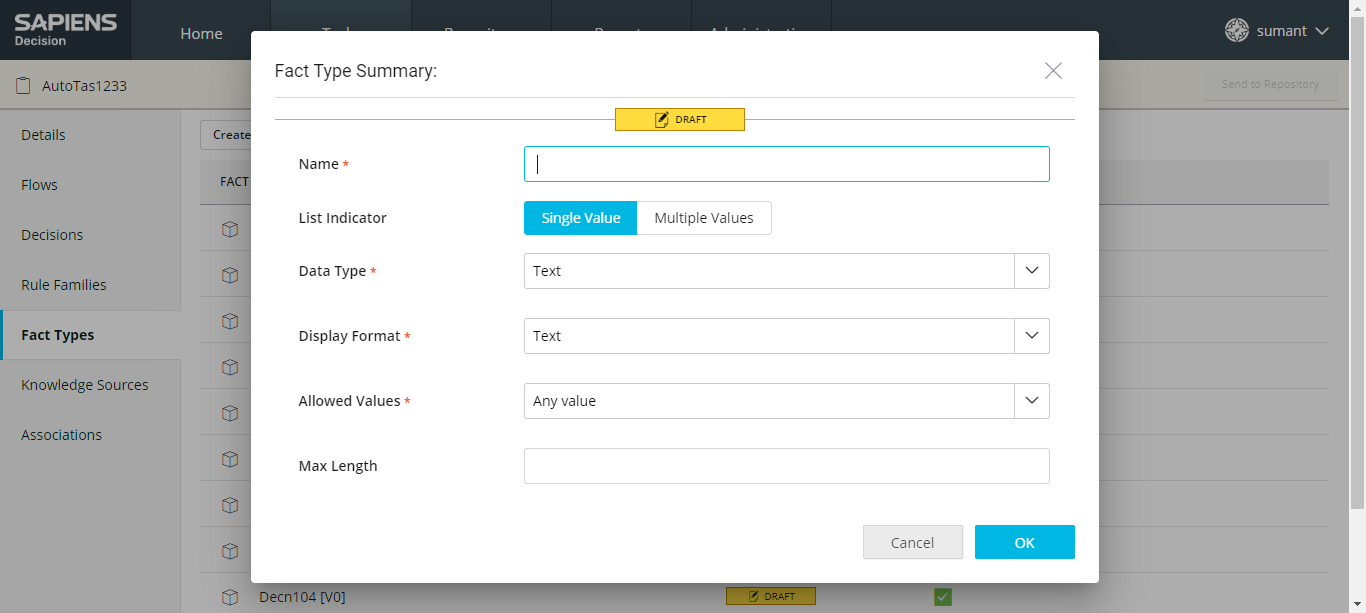 SAPIENS
Decision
Home
sumant
AutoTas1233
Send to Repository
Details
Flows
Decisions
Rule Families
Fact Types
Knowledge Sources
Associations
Create
FACT
Fact Type Summary:
DRAFT
Name *
List Indicator Single Value Multiple Values
Data Type * Text
Display Format * Text
Allowed Values * Any value
Max Length
Cancel OK
Decn104 [V0] DRAFT